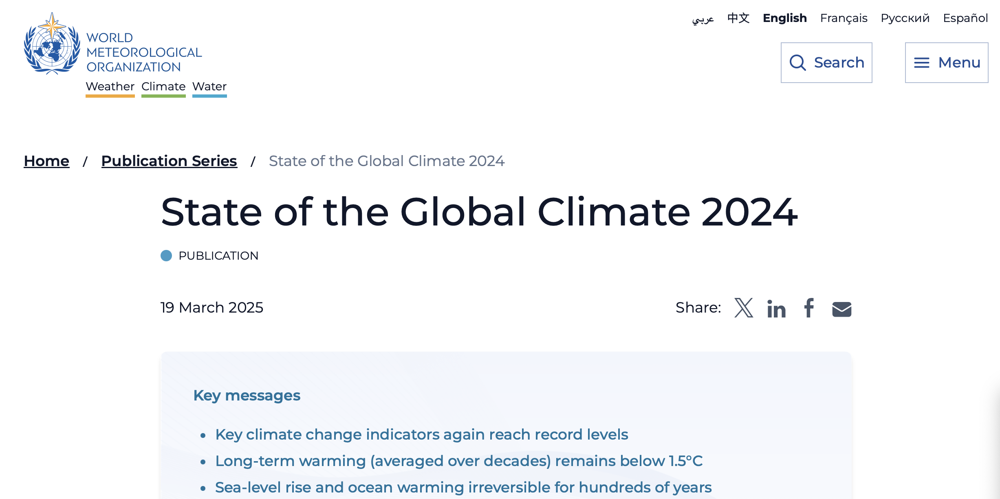 WORLD
METEOROLOGICAL
ORGANIZATION
Weather Climate Water
عربي 中文 English Français Русский Español
Search Menu
Home / Publication Series / State of the Global Climate 2024
State of the Global Climate 2024
PUBLICATION
19 March 2025 Share:
Key messages
• Key climate change indicators again reach record levels
• Long-term warming (averaged over decades) remains below 1.5°C
• Sea-level rise and ocean warming irreversible for hundreds of years